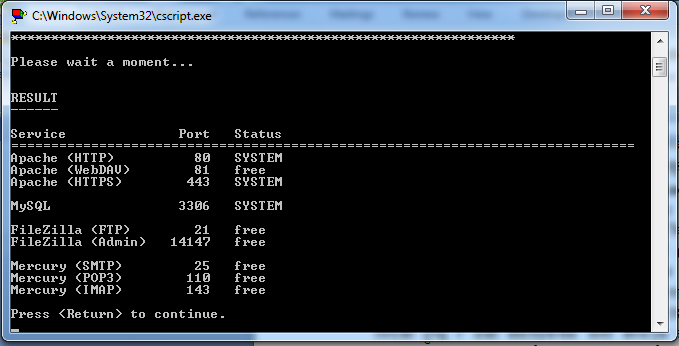 C:\Windows\System32\cscript.exe
***************************************************************
Please wait a moment...
RESULT
------
Service Port Status
==============================================================================
Apache (HTTP) 80 SYSTEM
Apache (WebDAV) 81 free
Apache (HTTPS) 443 SYSTEM
MySQL 3306 SYSTEM
FileZilla (FTP) 21 free
FileZilla (Admin) 14147 free
Mercury (SMTP) 25 free
Mercury (POP3) 110 free
Mercury (IMAP) 143 free
Press <Return> to continue.